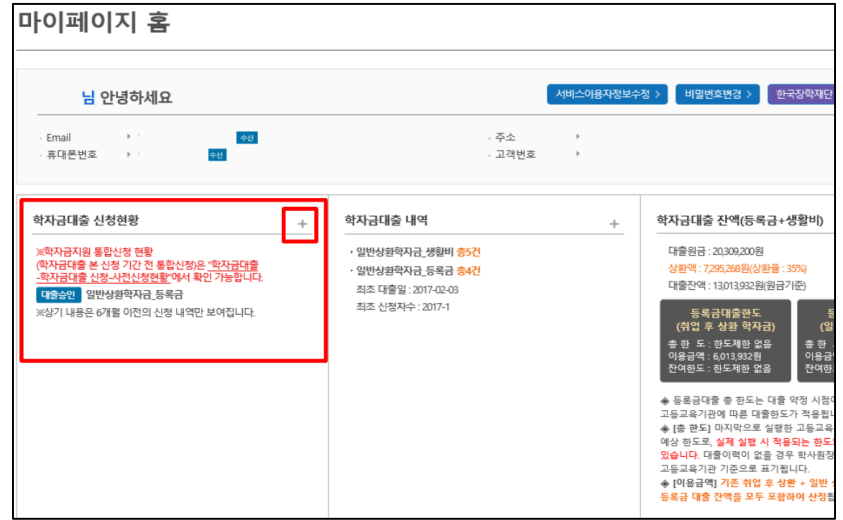 마이페이지 홈
님 안녕하세요
서비스이용자정보수정 >
비밀번호변경 >
한국장학재단
· Email
수신
· 휴대폰번호
수신
· 주소
· 고객번호
학자금대출 신청현황 +
※학자금지원 통합신청 현황
(학자금대출 본 신청 기간 전 통합신청)은 "학자금대출
-학자금대출 신청-사전신청현황"에서 확인 가능합니다.
대출승인 일반상환학자금_등록금
※상기 내용은 6개월 이전의 신청 내역만 보여집니다.
학자금대출 내역 +
· 일반상환학자금_생활비 총5건
· 일반상환학자금_등록금 총4건
최초 대출일 : 2017-02-03
최초 신청자수 : 2017-1
학자금대출 잔액(등록금+생활비)
대출원금 : 20,309,200원
상환액 : 7,295,268원(상환율 : 35%)
대출잔액 : 13,013,932원(원금기준)
등록금대출한도
(취업 후 상환 학자금)
총 한 도 : 한도제한 없음
이용금액 : 6,013,932원
잔여한도 : 한도제한 없음
(일
총 한
이용금
잔여한
◈ 등록금대출 총 한도는 대출 약정 시점
고등교육기관에 따른 대출한도가 적용됩
◈ [총 한도] 마지막으로 실행한 고등교육
예상 한도로, 실제 실행 시 적용되는 한도
있습니다. 대출이력이 없을 경우 학사원장
고등교육기관 기준으로 표기됩니다.
◈ [이용금액] 기존 취업 후 상환 + 일반
등록금 대출 잔액을 모두 포함하여 산정